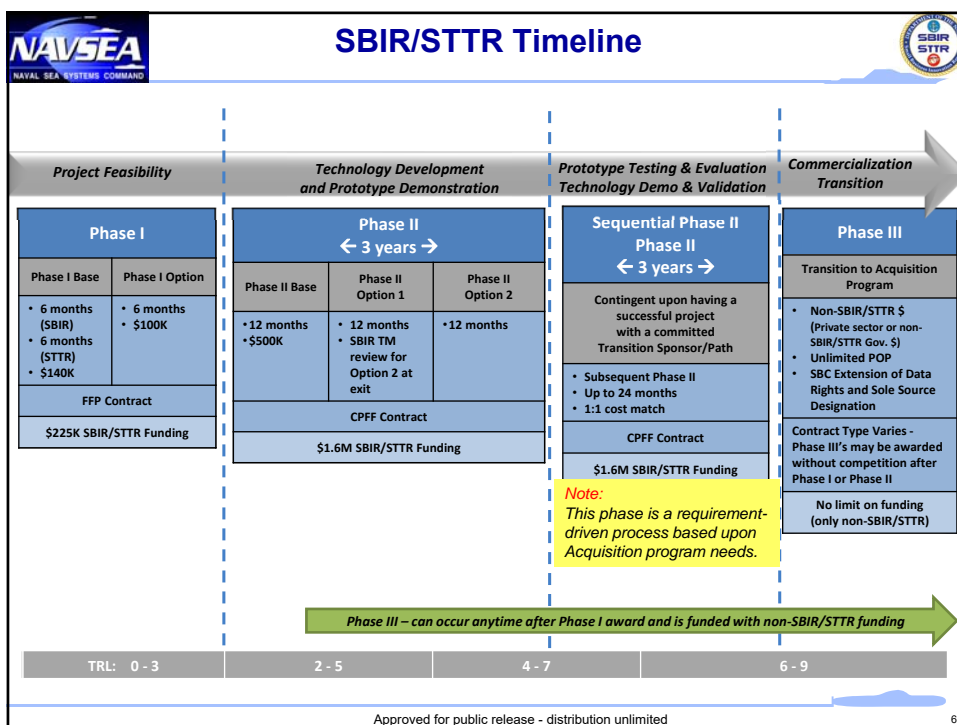 NAVSEA
NAVAL SEA SYSTEMS COMMAND
SBIR/STTR Timeline
SBIR
STTR
Project Feasibility
Technology Development
and Prototype Demonstration
Prototype Testing & Evaluation
Technology Demo & Validation
Commercialization
Transition
Phase I
Phase I Base
Phase I Option
• 6 months
(SBIR)
• 6 months
(STTR)
• $140K
• 6 months
• $100K
FFP Contract
$225K SBIR/STTR Funding
Phase II
← 3 years →
Phase II Base
Phase II
Option 1
Phase II
Option 2
• 12 months
• $500K
• 12 months
• SBIR TM
review for
Option 2 at
exit
• 12 months
CPFF Contract
$1.6M SBIR/STTR Funding
Sequential Phase II
Phase II
← 3 years →
Contingent upon having a
successful project
with a committed
Transition Sponsor/Path
• Subsequent Phase II
• Up to 24 months
• 1:1 cost match
CPFF Contract
$1.6M SBIR/STTR Funding
Note:
This phase is a requirement-
driven process based upon
Acquisition program needs.
Phase III
Transition to Acquisition
Program
• Non-SBIR/STTR $
(Private sector or non-
SBIR/STTR Gov. $)
• Unlimited POP
• SBC Extension of Data
Rights and Sole Source
Designation
Contract Type Varies -
Phase III's may be awarded
without competition after
Phase I or Phase II
No limit on funding
(only non-SBIR/STTR)
Phase III – can occur anytime after Phase I award and is funded with non-SBIR/STTR funding
TRL: 0 - 3
2 - 5
4 - 7
6 - 9
Approved for public release - distribution unlimited
6